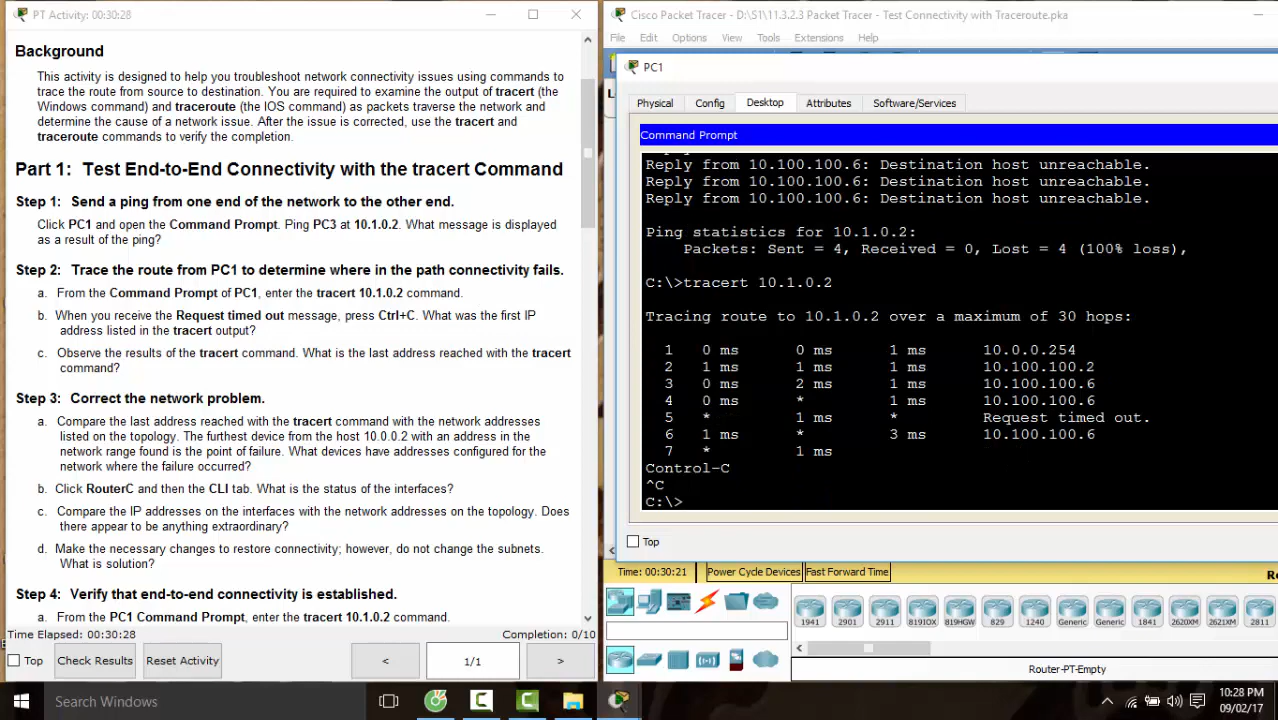 PT Activity: 00:30:28
Background
This activity is designed to help you troubleshoot network connectivity issues using commands to
trace the route from source to destination. You are required to examine the output of tracert (the
Windows command) and traceroute (the IOS command) as packets traverse the network and
determine the cause of a network issue. After the issue is corrected, use the tracert and
traceroute commands to verify the completion.
Part 1: Test End-to-End Connectivity with the tracert Command
Step 1: Send a ping from one end of the network to the other end.
Click PC1 and open the Command Prompt. Ping PC3 at 10.1.0.2. What message is displayed
as a result of the ping?
Step 2: Trace the route from PC1 to determine where in the path connectivity fails.
a. From the Command Prompt of PC1, enter the tracert 10.1.0.2 command.
b. When you receive the Request timed out message, press Ctrl+C. What was the first IP
address listed in the tracert output?
c. Observe the results of the tracert command. What is the last address reached with the tracert
command?
Step 3: Correct the network problem.
a. Compare the last address reached with the tracert command with the network addresses
listed on the topology. The furthest device from the host 10.0.0.2 with an address in the
network range found is the point of failure. What devices have addresses configured for the
network where the failure occurred?
b. Click RouterC and then the CLI tab. What is the status of the interfaces?
c. Compare the IP addresses on the interfaces with the network addresses on the topology. Does
there appear to be anything extraordinary?
d. Make the necessary changes to restore connectivity; however, do not change the subnets.
What is solution?
Step 4: Verify that end-to-end connectivity is established.
a. From the PC1 Command Prompt, enter the tracert 10.1.0.2 command.
Time Elapsed: 00:30:28 Completion: 0/10
Top Check Results Reset Activity < 1/1 >
Cisco Packet Tracer - D:\S1\11.3.2.3 Packet Tracer - Test Connectivity with Traceroute.pka
File Edit Options View Tools Extensions Help
PC1
Physical Config Desktop Attributes Software/Services
Command Prompt
Reply from 10.100.100.6: Destination host unreachable.
Reply from 10.100.100.6: Destination host unreachable.
Reply from 10.100.100.6: Destination host unreachable.
Ping statistics for 10.1.0.2:
Packets: Sent = 4, Received = 0, Lost = 4 (100% loss),
C:\>tracert 10.1.0.2
Tracing route to 10.1.0.2 over a maximum of 30 hops:
1 0 ms 0 ms 1 ms 10.0.0.254
2 1 ms 1 ms 1 ms 10.100.100.2
3 0 ms 2 ms 1 ms 10.100.100.6
4 0 ms * 1 ms 10.100.100.6
5 * 1 ms * Request timed out.
6 1 ms * 3 ms 10.100.100.6
7 * 1 ms
Control-C
^C
C:\>
Top
Time: 00:30:21 Power Cycle Devices Fast Forward Time
1941 2901 2911 819IOX 819HGW 829 1240 Generic Generic 1841 2620XM 2621XM 2811
Router-PT-Empty
Search Windows
10:28 PM
09/02/17